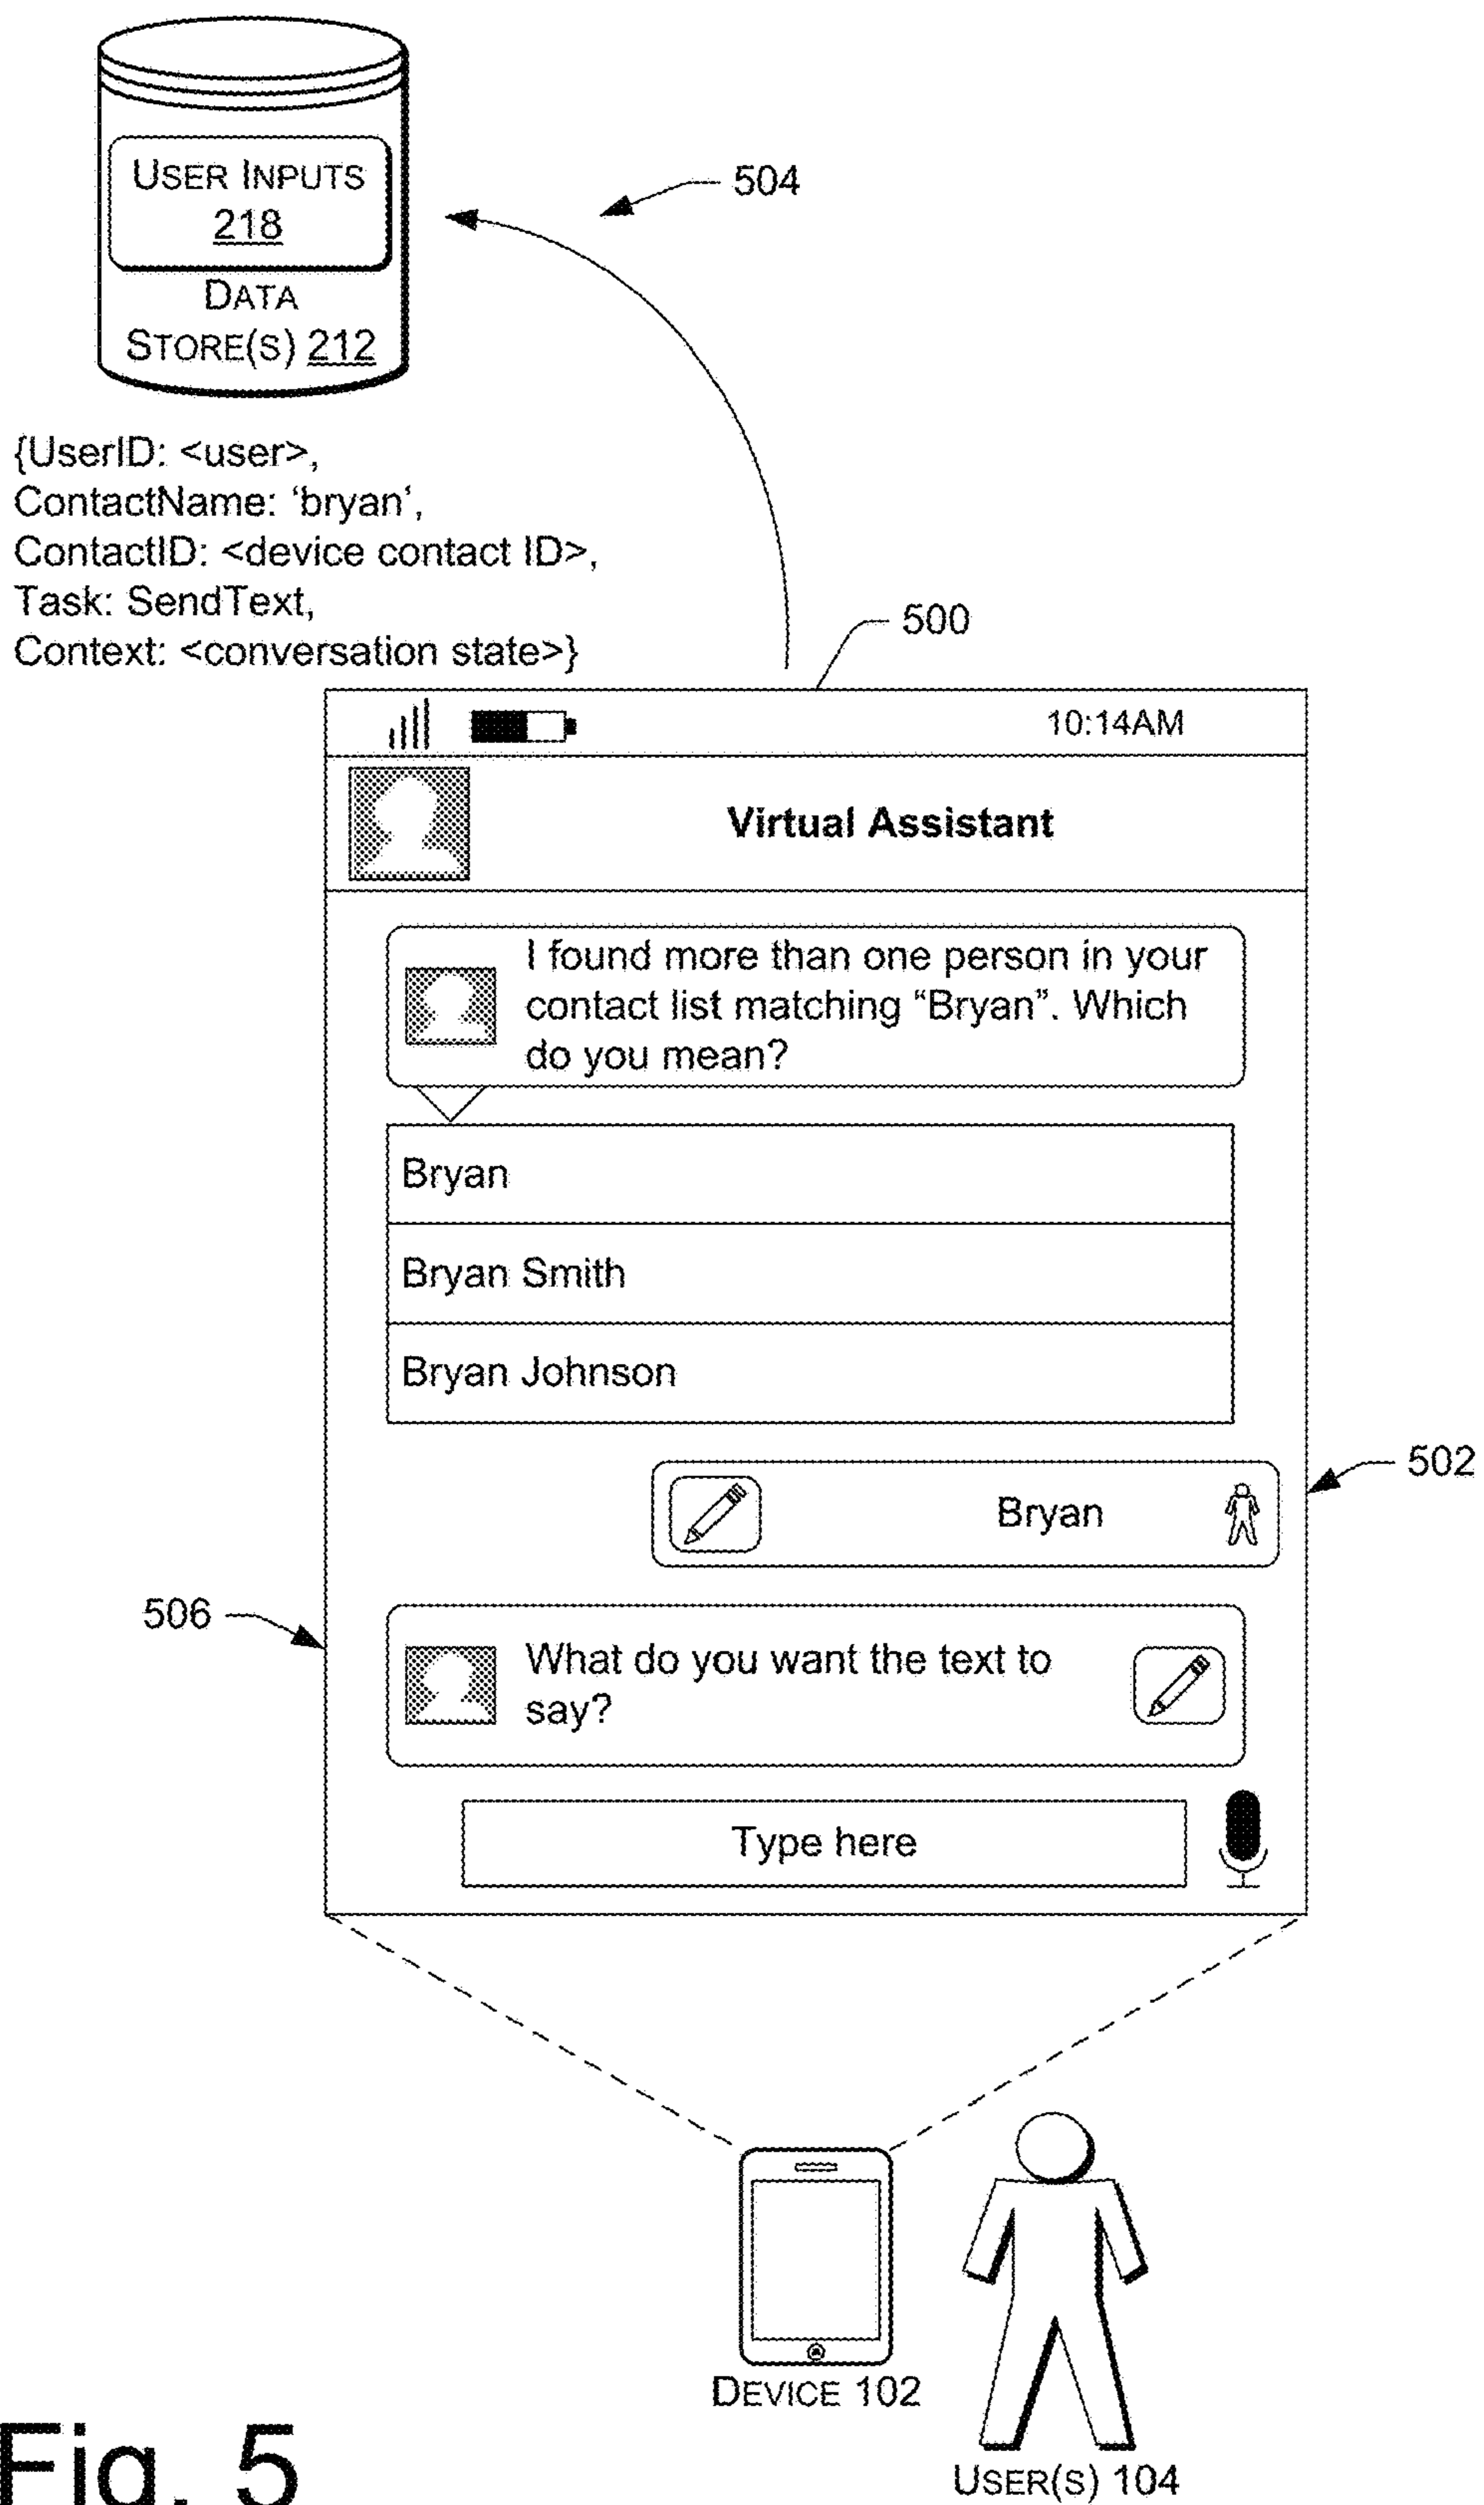 USER INPUTS
218
DATA
STORE(S) 212
504
{UserID: <user>,
ContactName: ‘bryan‘,
ContactID: <device contact ID>,
Task: SendText,
Context: <conversation state>}
500
10:14AM
Virtual Assistant
I found more than one person in your
contact list matching “Bryan”. Which
do you mean?
Bryan
Bryan Smith
Bryan Johnson
502
Bryan
506
What do you want the text to
say?
Type here
DEVICE 102
USER(S) 104
Fig. 5